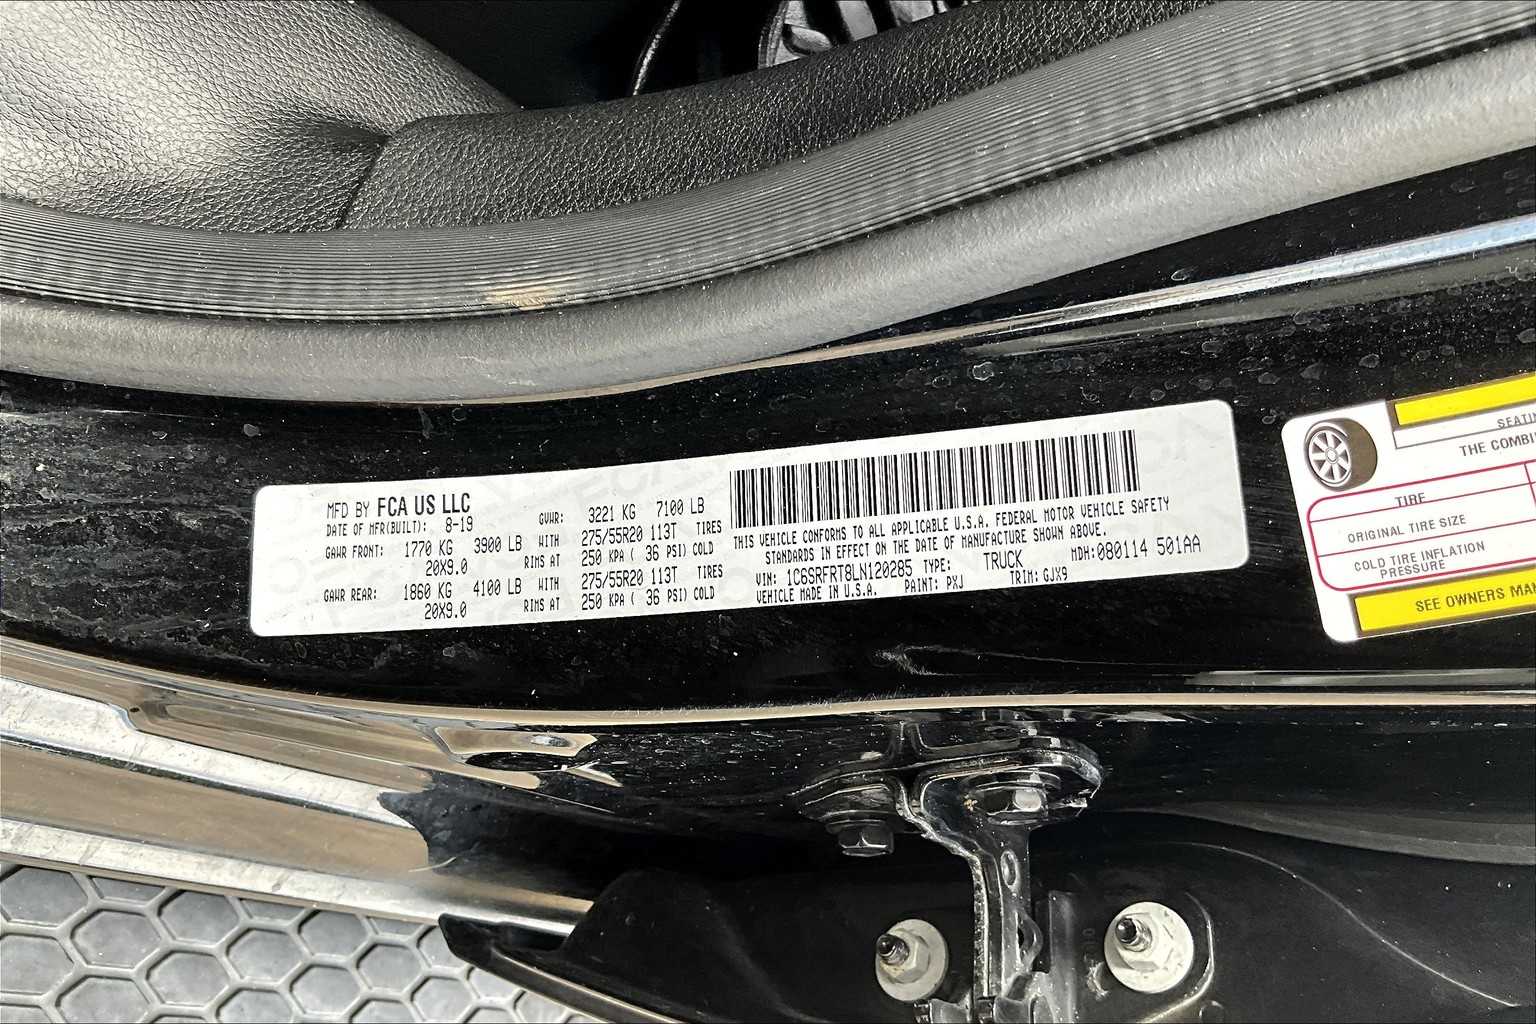 MFD BY FCA US LLC
DATE OF MFR(BUILT): 8-19 GVWR: 3221 KG 7100 LB
GAWR FRONT: 1770 KG 3900 LB WITH 275/55R20 113T TIRES
20X9.0 RIMS AT 250 KPA ( 36 PSI) COLD
GAWR REAR: 1860 KG 4100 LB WITH 275/55R20 113T TIRES
20X9.0 RIMS AT 250 KPA ( 36 PSI) COLD
THIS VEHICLE CONFORMS TO ALL APPLICABLE U.S.A. FEDERAL MOTOR VEHICLE SAFETY
STANDARDS IN EFFECT ON THE DATE OF MANUFACTURE SHOWN ABOVE.
VIN: 1C6SRFRT8LN120285 TYPE: TRUCK MDH:080114 501AA
VEHICLE MADE IN U.S.A. PAINT: PXJ TRIM: GJX9
SEATIN
THE COMBI
TIRE
ORIGINAL TIRE SIZE
COLD TIRE INFLATION
PRESSURE
SEE OWNERS MAN